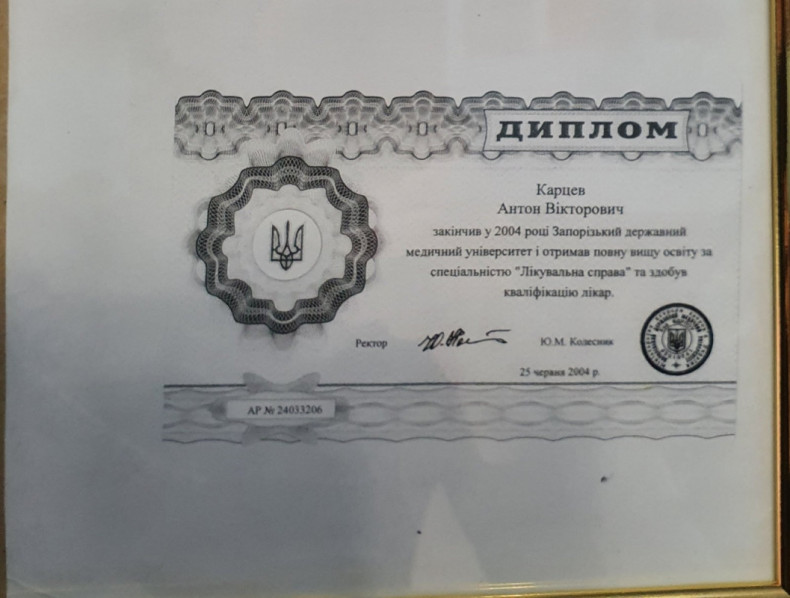 ДИПЛОМ
Карцев
Антон Вікторович
закінчив у 2004 році Запорізький державний
медичний університет і отримав повну вищу освіту за
спеціальністю "Лікувальна справа" та здобув
кваліфікацію лікар.
Ректор
Ю.М. Колесник
25 червня 2004 р.
АР № 24033206